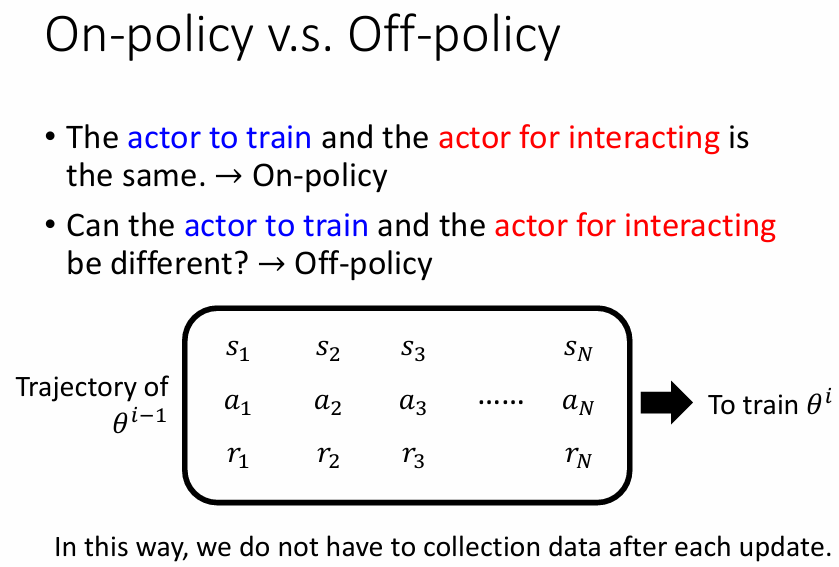 On-policy v.s. Off-policy
• The actor to train and the actor for interacting is
the same. → On-policy
• Can the actor to train and the actor for interacting
be different? → Off-policy
Trajectory of
θ^{i−1}
s_1 s_2 s_3 s_N
a_1 a_2 a_3 …… a_N
r_1 r_2 r_3 r_N
To train θ^i
In this way, we do not have to collection data after each update.